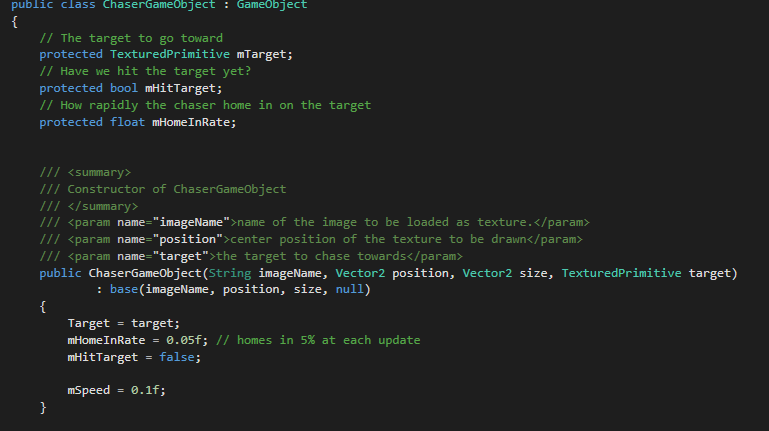 public class ChaserGameObject : GameObject
{
// The target to go toward
protected TexturedPrimitive mTarget;
// Have we hit the target yet?
protected bool mHitTarget;
// How rapidly the chaser home in on the target
protected float mHomeInRate;
/// <summary>
/// Constructor of ChaserGameObject
/// </summary>
/// <param name="imageName">name of the image to be loaded as texture.</param>
/// <param name="position">center position of the texture to be drawn</param>
/// <param name="target">the target to chase towards</param>
public ChaserGameObject(String imageName, Vector2 position, Vector2 size, TexturedPrimitive target)
: base(imageName, position, size, null)
{
Target = target;
mHomeInRate = 0.05f; // homes in 5% at each update
mHitTarget = false;
mSpeed = 0.1f;
}